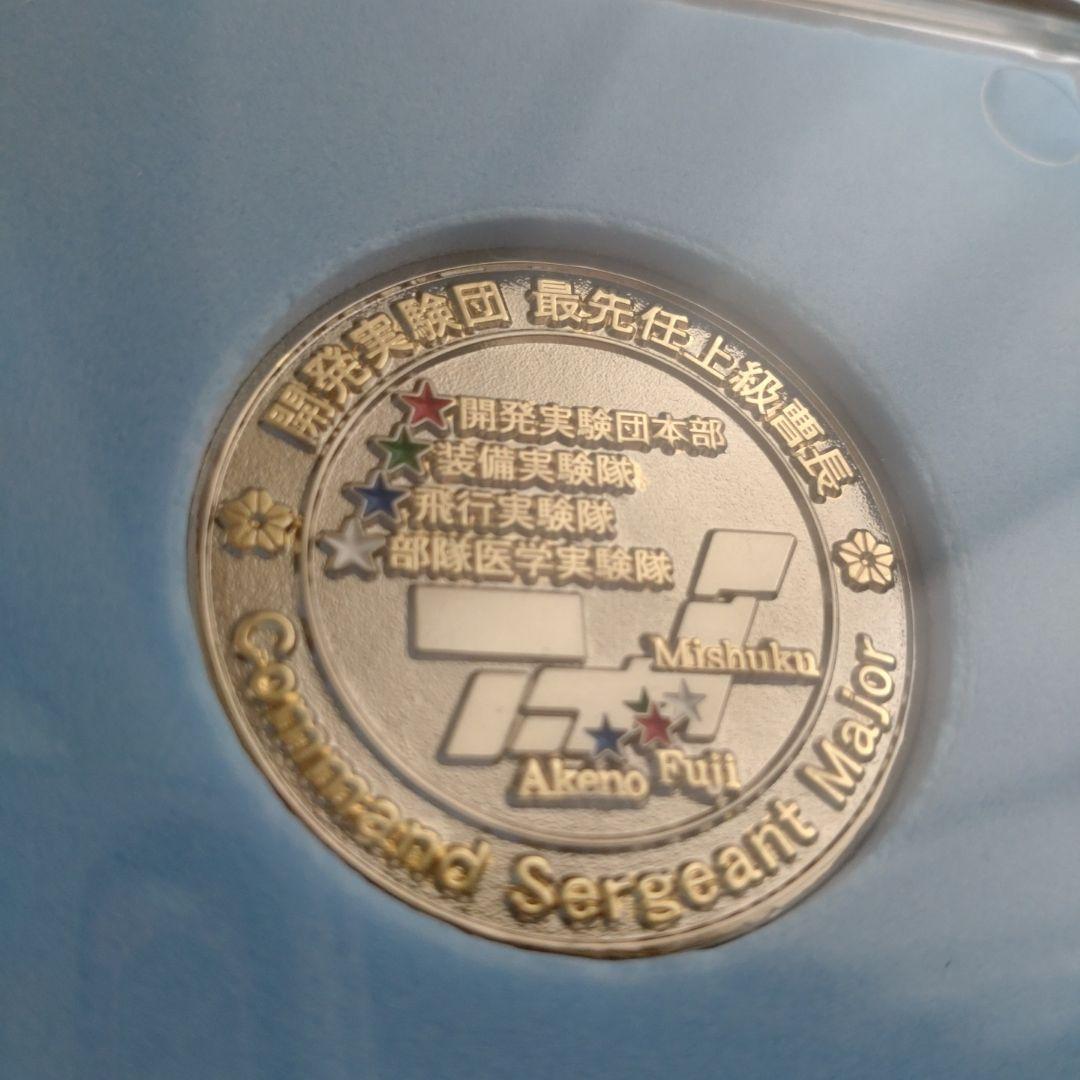 開発実験団 最先任上級曹長
開発実験団本部
装備実験隊
飛行実験隊
部隊医学実験隊
Mishuku
Akeno Fuji
Command Sergeant Major